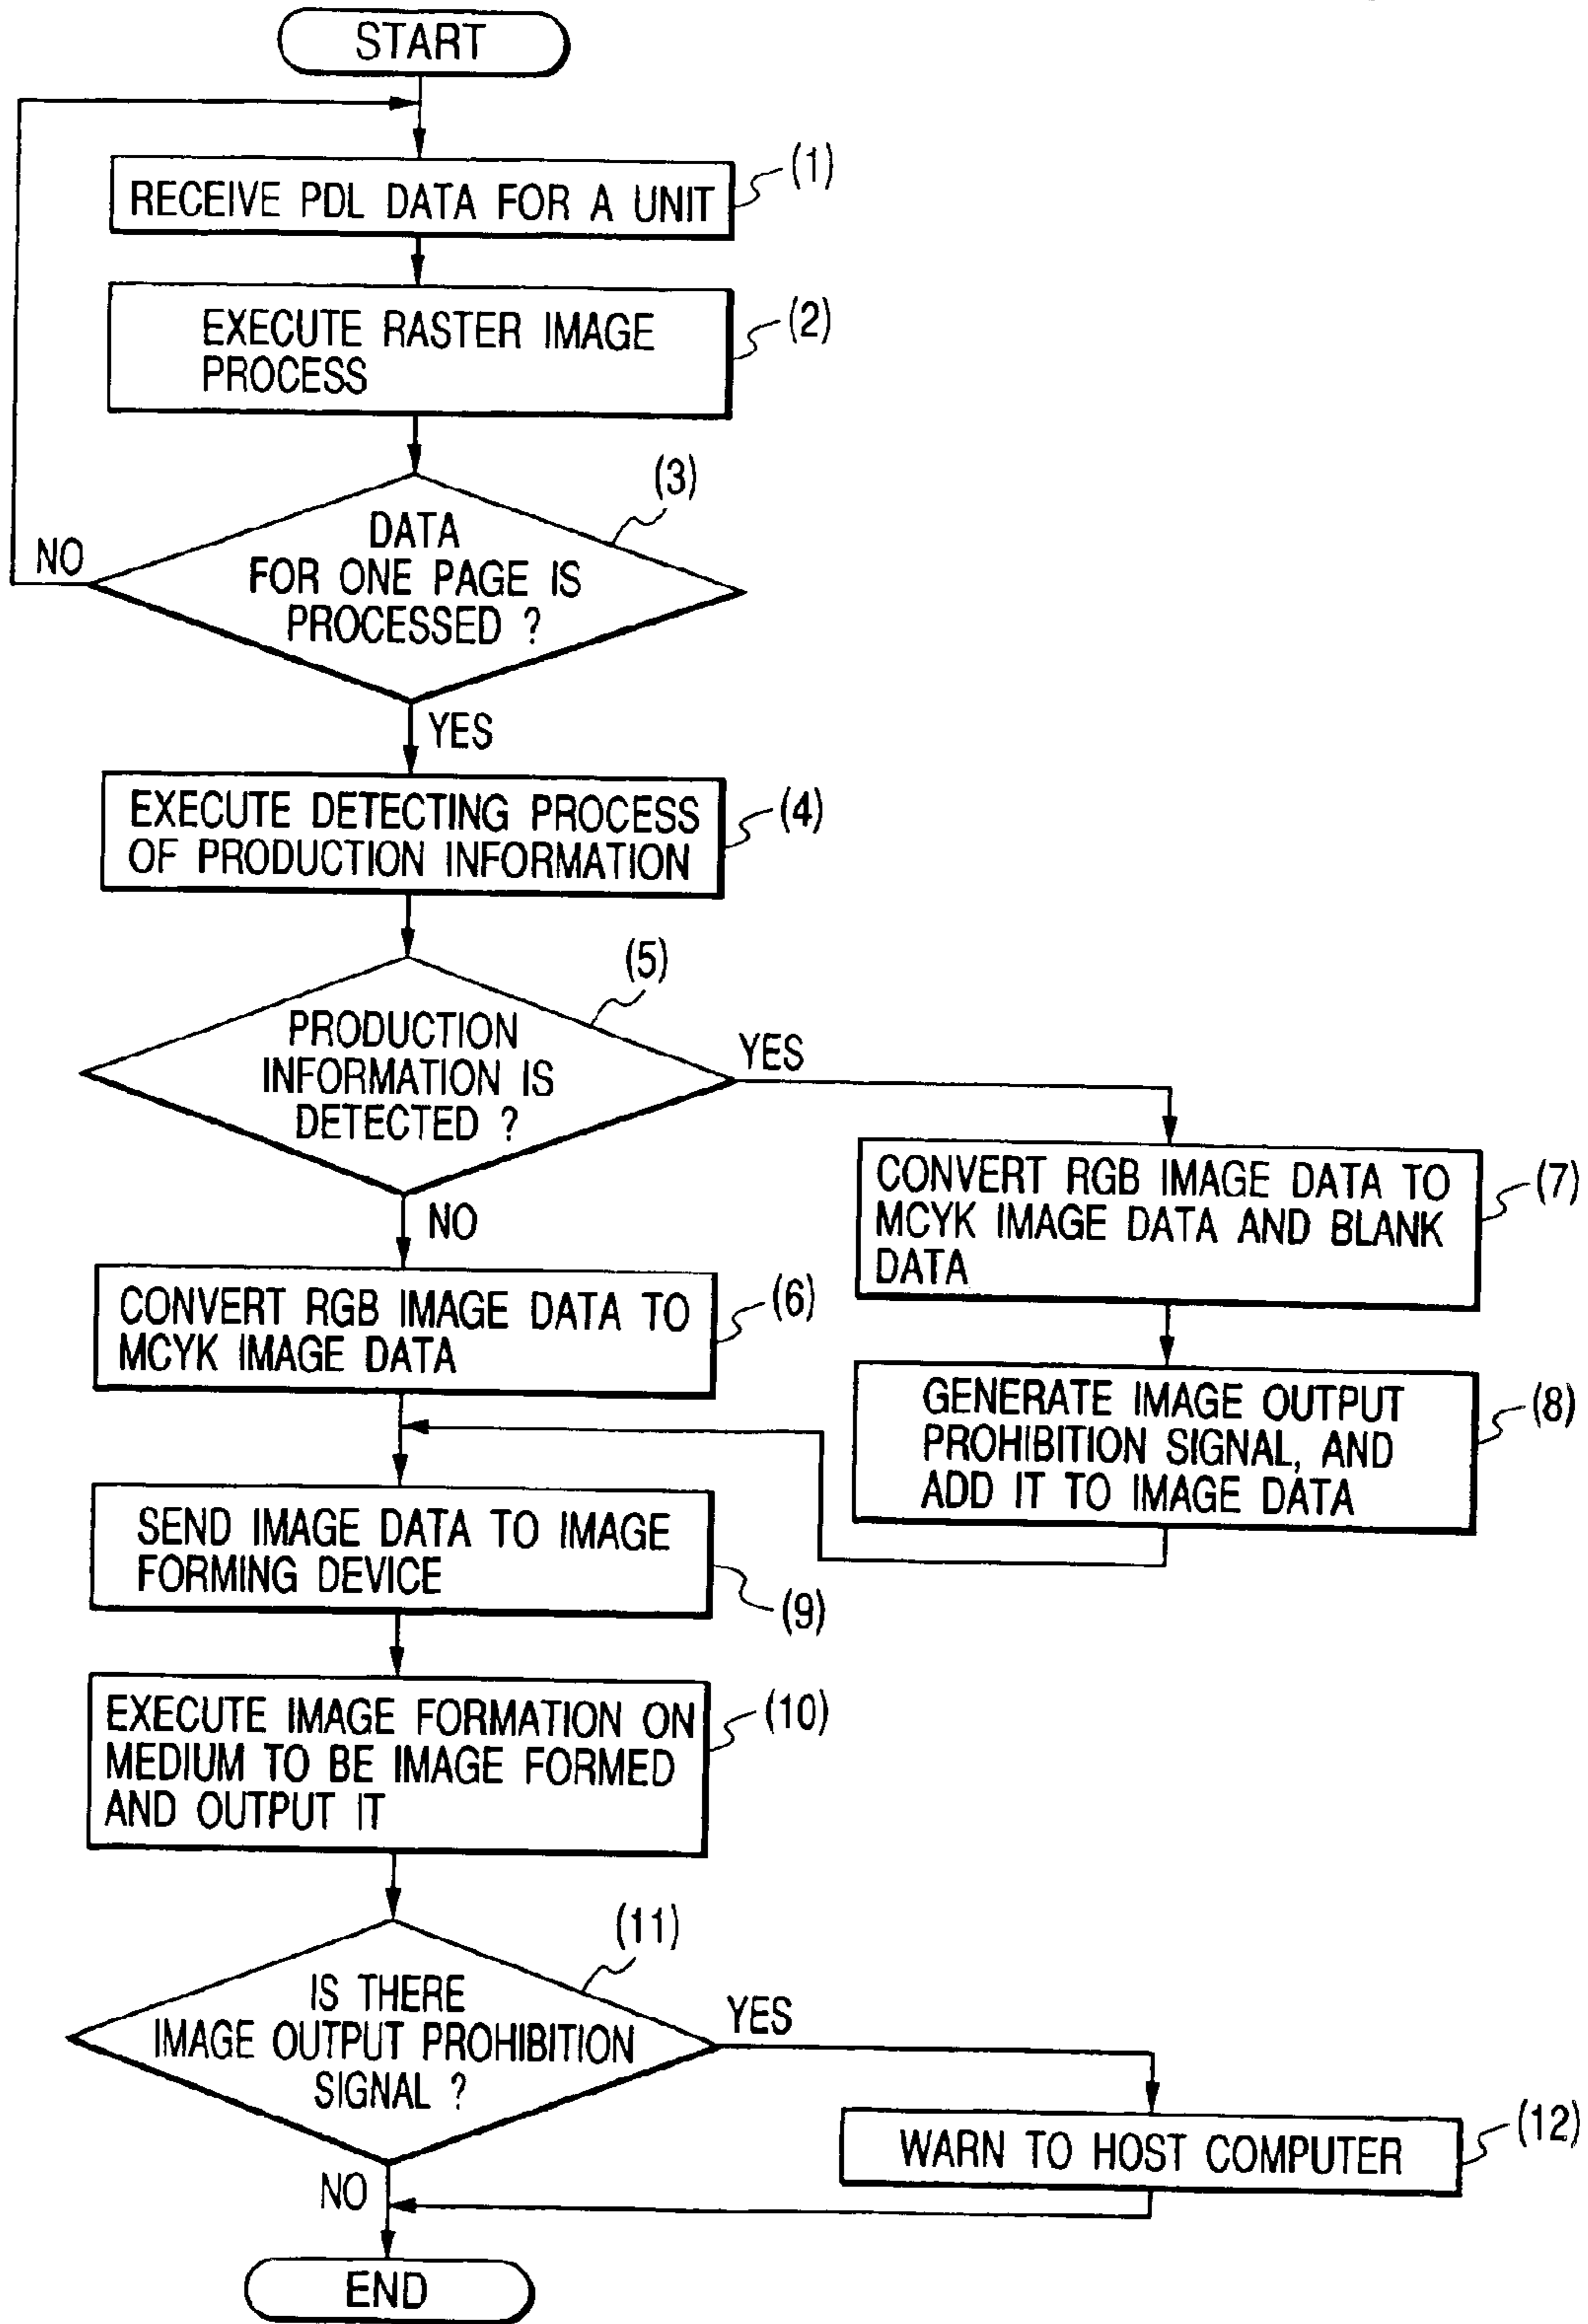 START
RECEIVE PDL DATA FOR A UNIT
(1)
EXECUTE RASTER IMAGE
PROCESS
(2)
(3)
DATA
FOR ONE PAGE IS
PROCESSED ?
NO
YES
EXECUTE DETECTING PROCESS
OF PRODUCTION INFORMATION
(4)
(5)
PRODUCTION
INFORMATION IS
DETECTED ?
YES
NO
CONVERT RGB IMAGE DATA TO
MCYK IMAGE DATA AND BLANK
DATA
(7)
CONVERT RGB IMAGE DATA TO
MCYK IMAGE DATA
(6)
GENERATE IMAGE OUTPUT
PROHIBITION SIGNAL, AND
ADD IT TO IMAGE DATA
(8)
SEND IMAGE DATA TO IMAGE
FORMING DEVICE
(9)
EXECUTE IMAGE FORMATION ON
MEDIUM TO BE IMAGE FORMED
AND OUTPUT IT
(10)
(11)
IS THERE
IMAGE OUTPUT PROHIBITION
SIGNAL ?
YES
NO
WARN TO HOST COMPUTER
(12)
END